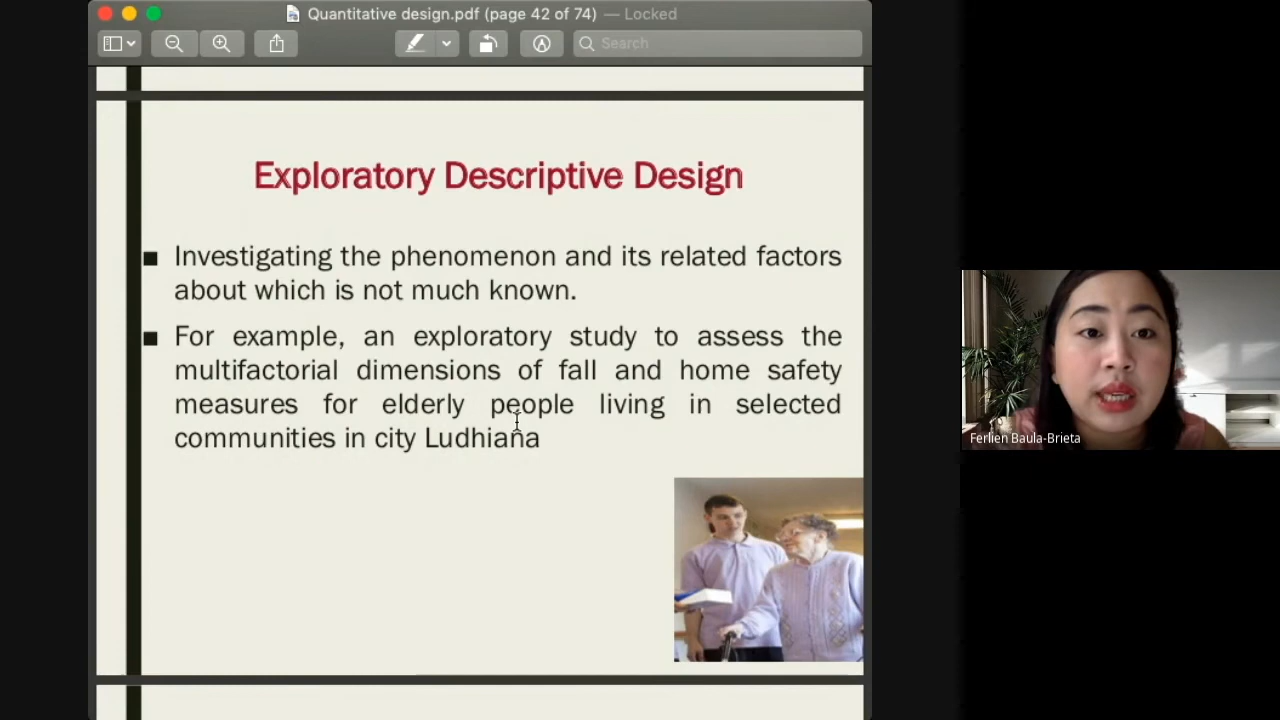 Quantitative design.pdf (page 42 of 74) — Locked
Search
Exploratory Descriptive Design
■ Investigating the phenomenon and its related factors
about which is not much known.
■ For example, an exploratory study to assess the
multifactorial dimensions of fall and home safety
measures for elderly people living in selected
communities in city Ludhiana
Ferlien Baula-Brieta